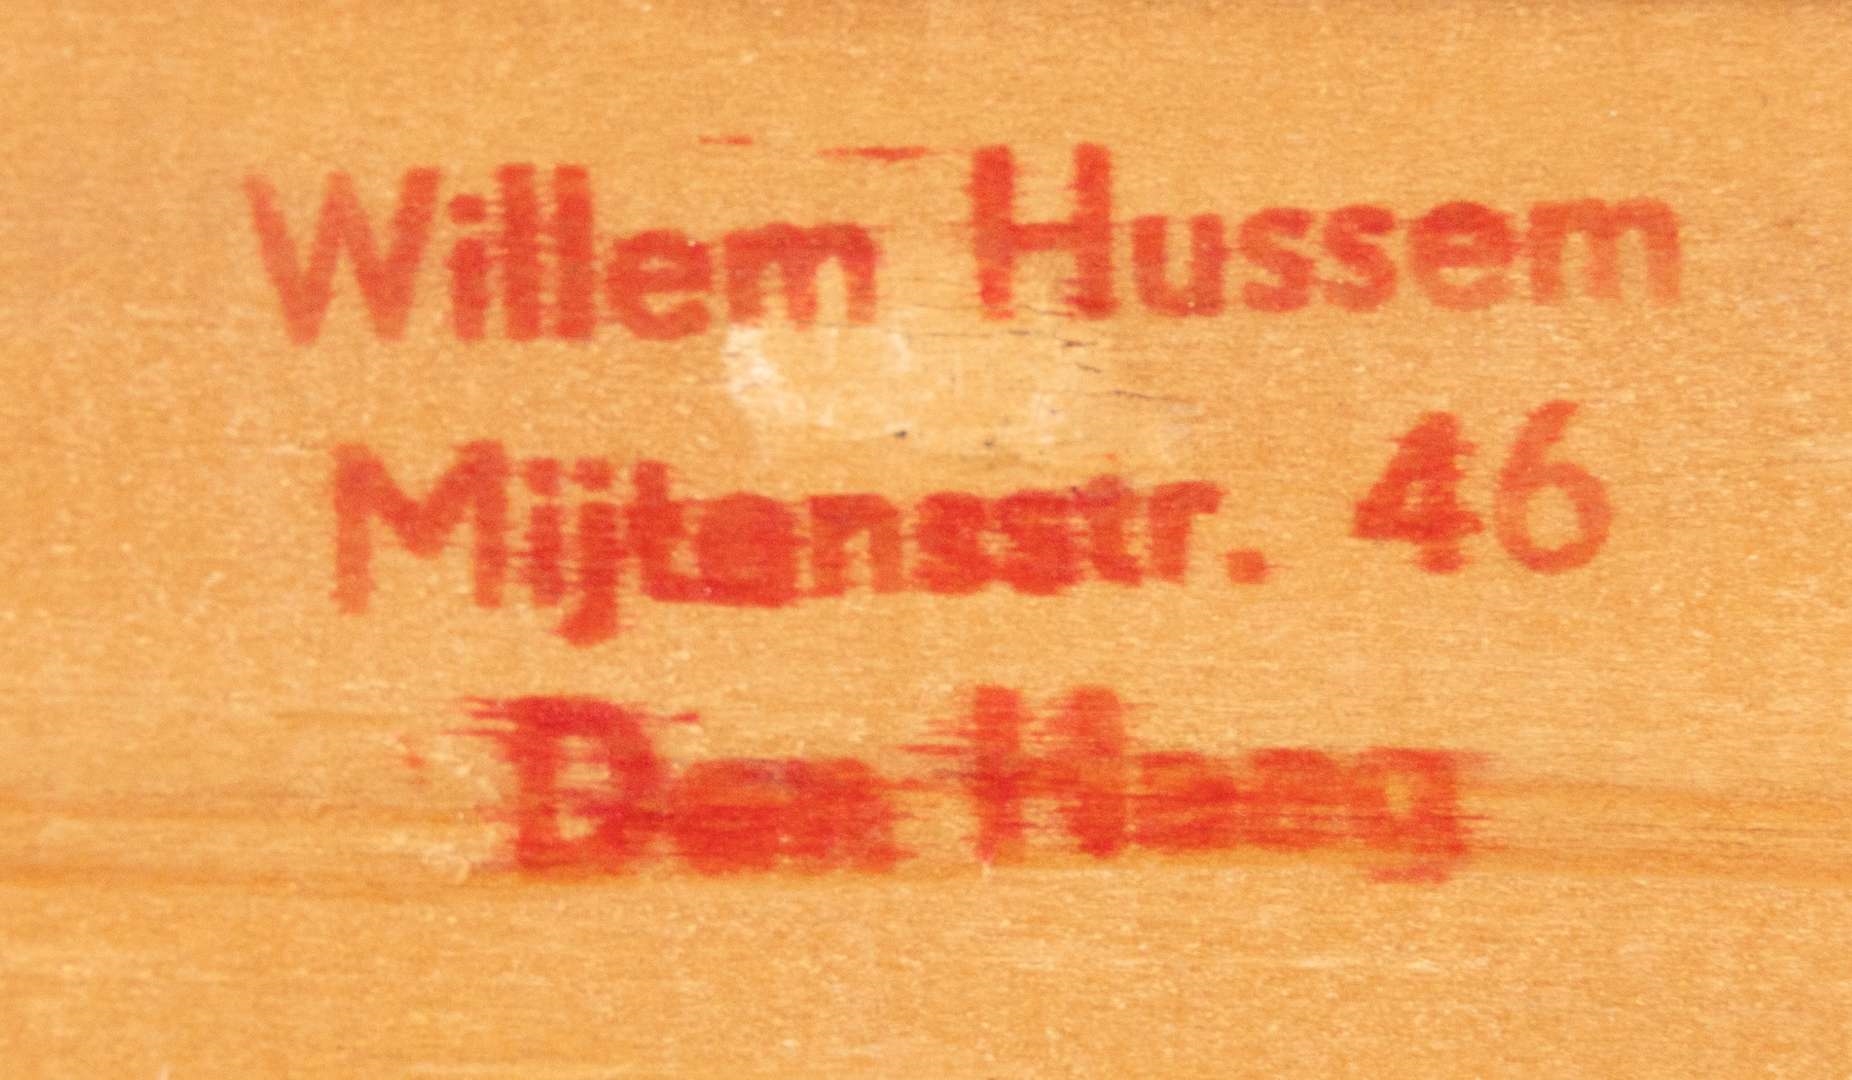 Willem Hussem
Mijtensstr. 46
Den Haag